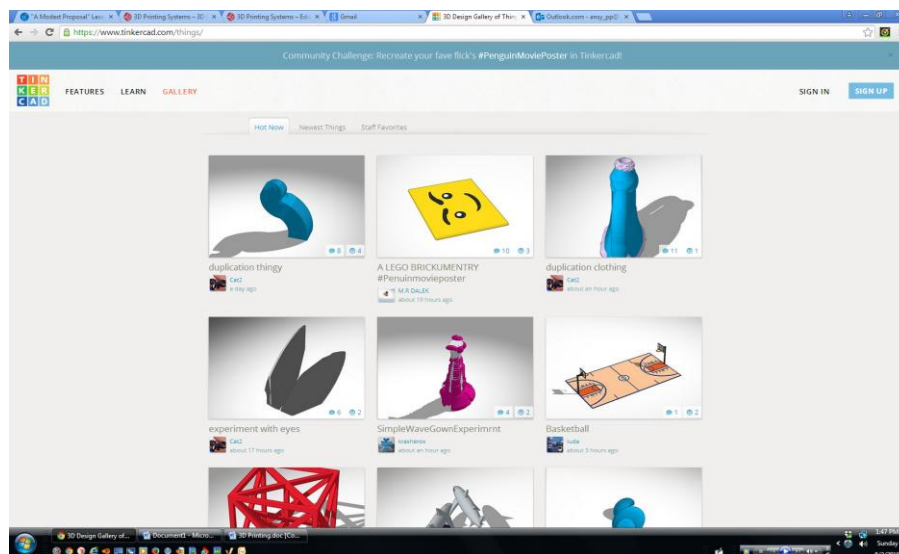 "A Modest Proposal" Less
3D Printing Systems – 3D
3D Printing Systems – Edu
Gmail
3D Design Gallery of Thing
Outlook.com -
https://www.tinkercad.com/things/
Community Challenge: Recreate your fave flick's #PenguInMoviePoster in Tinkercad!
TIN
KER
CAD
FEATURES LEARN GALLERY
SIGN IN SIGN UP
Hot Now Newest Things Staff Favorites
8 4
10 3
11 1
duplication thingy
Cat2
a day ago
A LEGO BRICKUMENTRY
#Penuinmovieposter
M.R DALEK
about 19 hours ago
duplication clothing
Cat2
about an hour ago
6 2
4 2
1 2
experiment with eyes
Cat2
about 17 hours ago
SimpleWaveGownExperimrnt
krasherox
about an hour ago
Basketball
about 3 hours ago
3D Design Gallery of...
Document1 - Micro...
3D Printing.doc [Co...
1:47 PM
Sunday